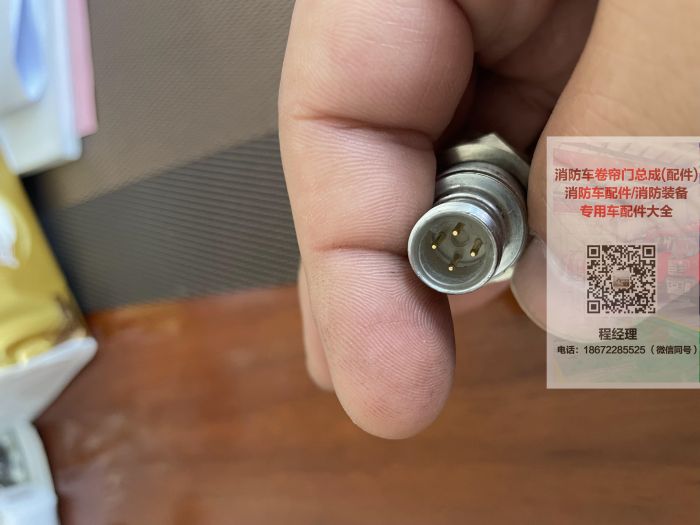 消防车卷帘门总成(配件)
消防车配件/消防装备
专用车配件大全
程经理
电话：18672285525（微信同号）